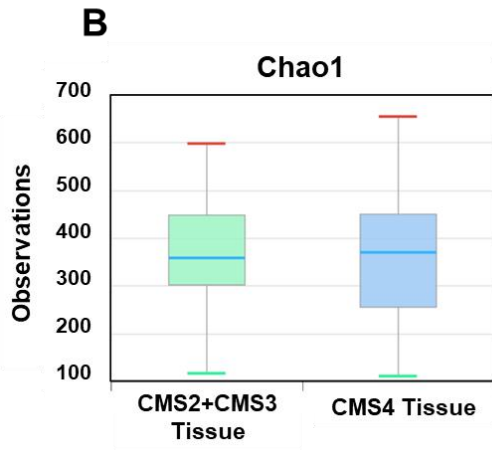 B
Chao1
700
600
500
400
300
200
100
Observations
CMS2+CMS3
Tissue
CMS4 Tissue